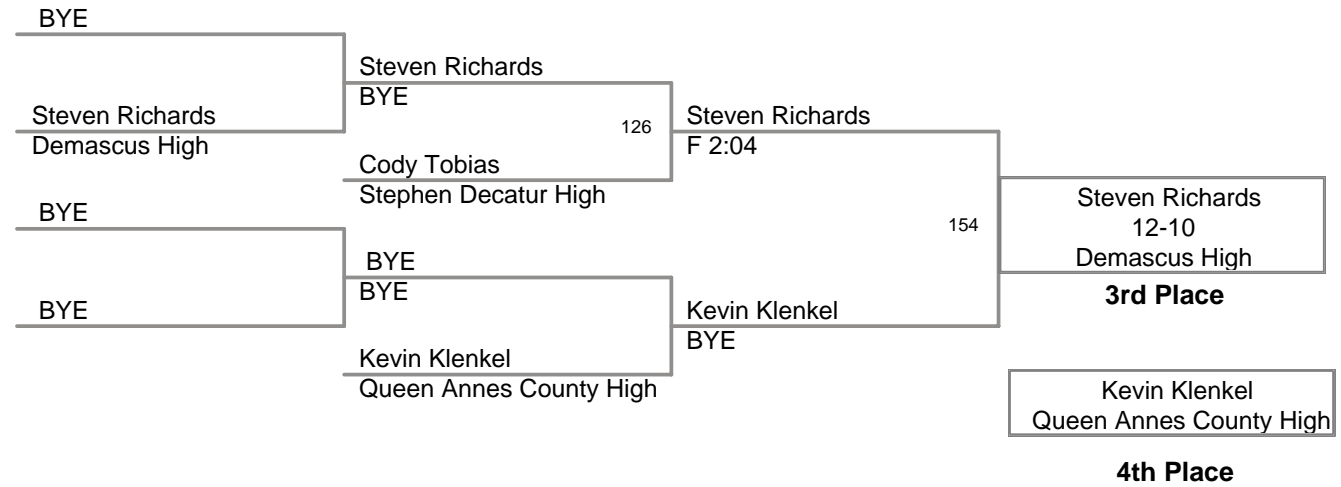 BYE
Steven Richards
Demascus High
BYE
BYE
Steven Richards
BYE
126
Cody Tobias
Stephen Decatur High
BYE
BYE
Kevin Klenkel
Queen Annes County High
Steven Richards
F 2:04
154
Kevin Klenkel
BYE
Steven Richards
12-10
Demascus High
3rd Place
Kevin Klenkel
Queen Annes County High
4th Place